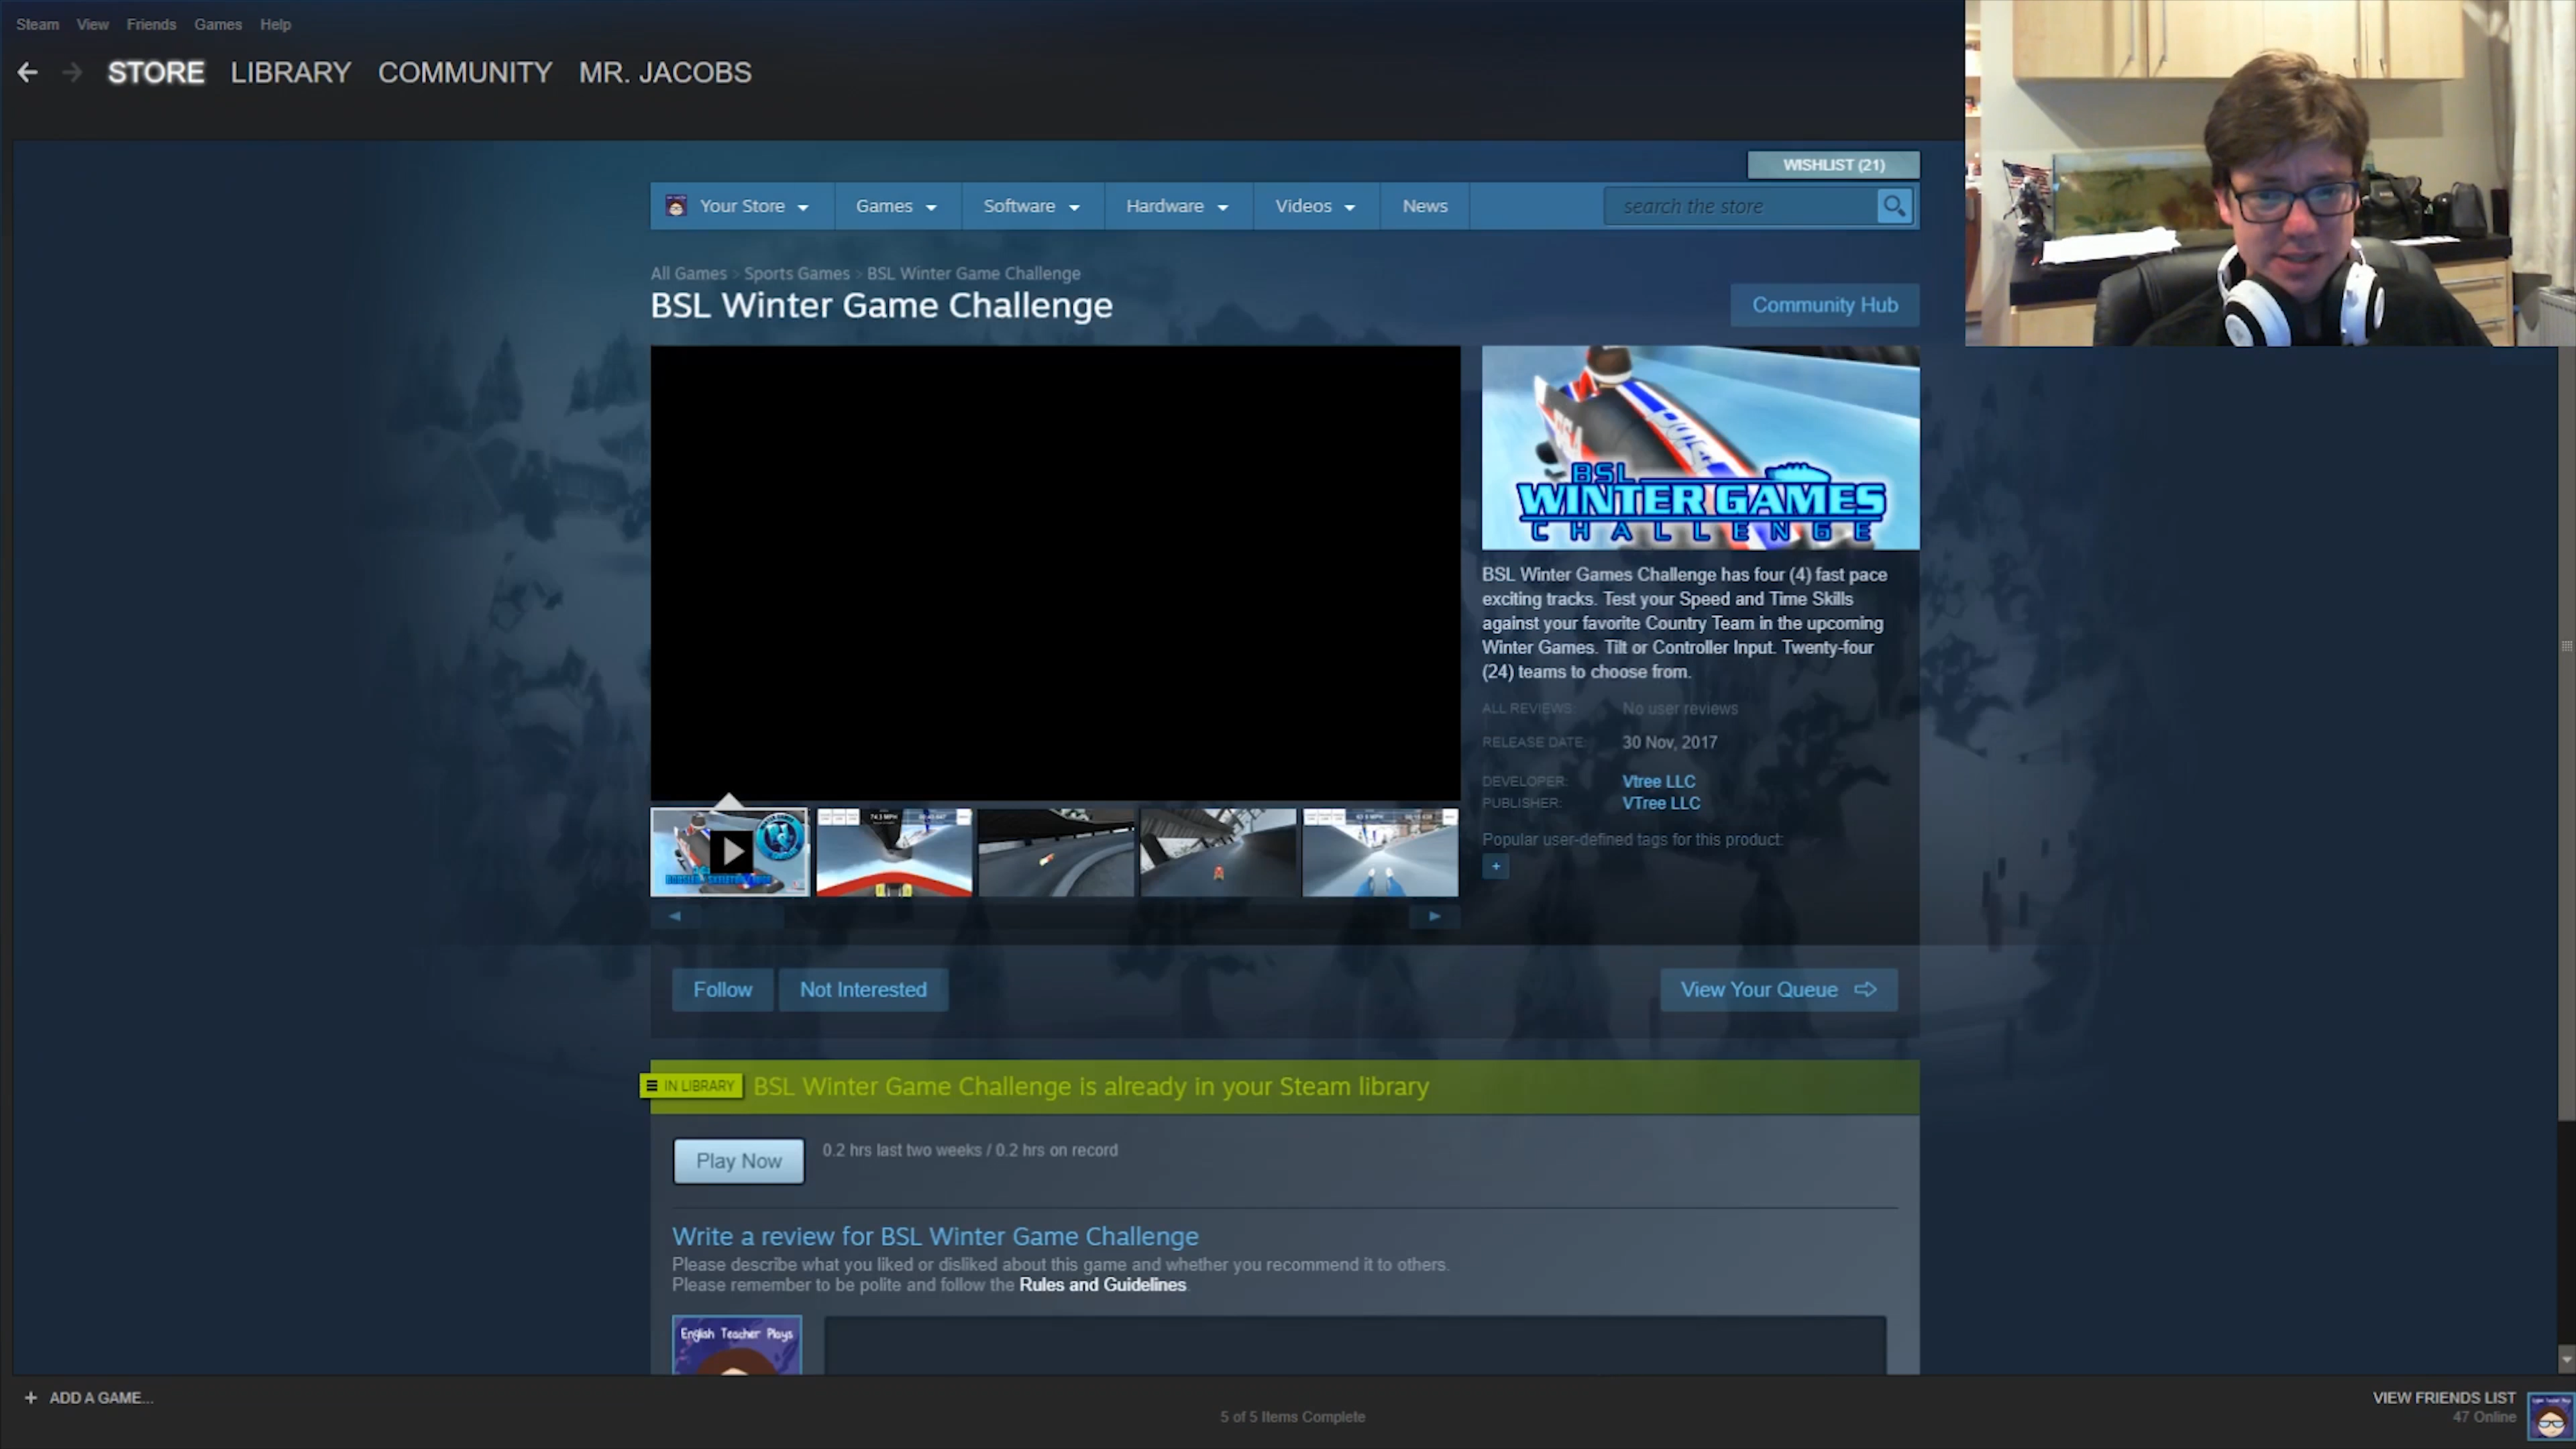 Steam View Friends Games Help
STORE LIBRARY COMMUNITY MR. JACOBS
WISHLIST (21)
Your Store Games Software Hardware Videos News search the store
All Games > Sports Games > BSL Winter Game Challenge
BSL Winter Game Challenge
Community Hub
BSL
WINTER GAMES
CHALLENGE
BSL Winter Games Challenge has four (4) fast pace
exciting tracks. Test your Speed and Time Skills
against your favorite Country Team in the upcoming
Winter Games. Tilt or Controller Input. Twenty-four
(24) teams to choose from.
ALL REVIEWS: No user reviews
RELEASE DATE: 30 Nov, 2017
DEVELOPER: Vtree LLC
PUBLISHER: VTree LLC
Popular user-defined tags for this product:
+
Follow Not Interested View Your Queue
IN LIBRARY BSL Winter Game Challenge is already in your Steam library
Play Now 0.2 hrs last two weeks / 0.2 hrs on record
Write a review for BSL Winter Game Challenge
Please describe what you liked or disliked about this game and whether you recommend it to others.
Please remember to be polite and follow the Rules and Guidelines.
English Teacher Plays
+ ADD A GAME...
5 of 5 Items Complete
VIEW FRIENDS LIST
47 Online